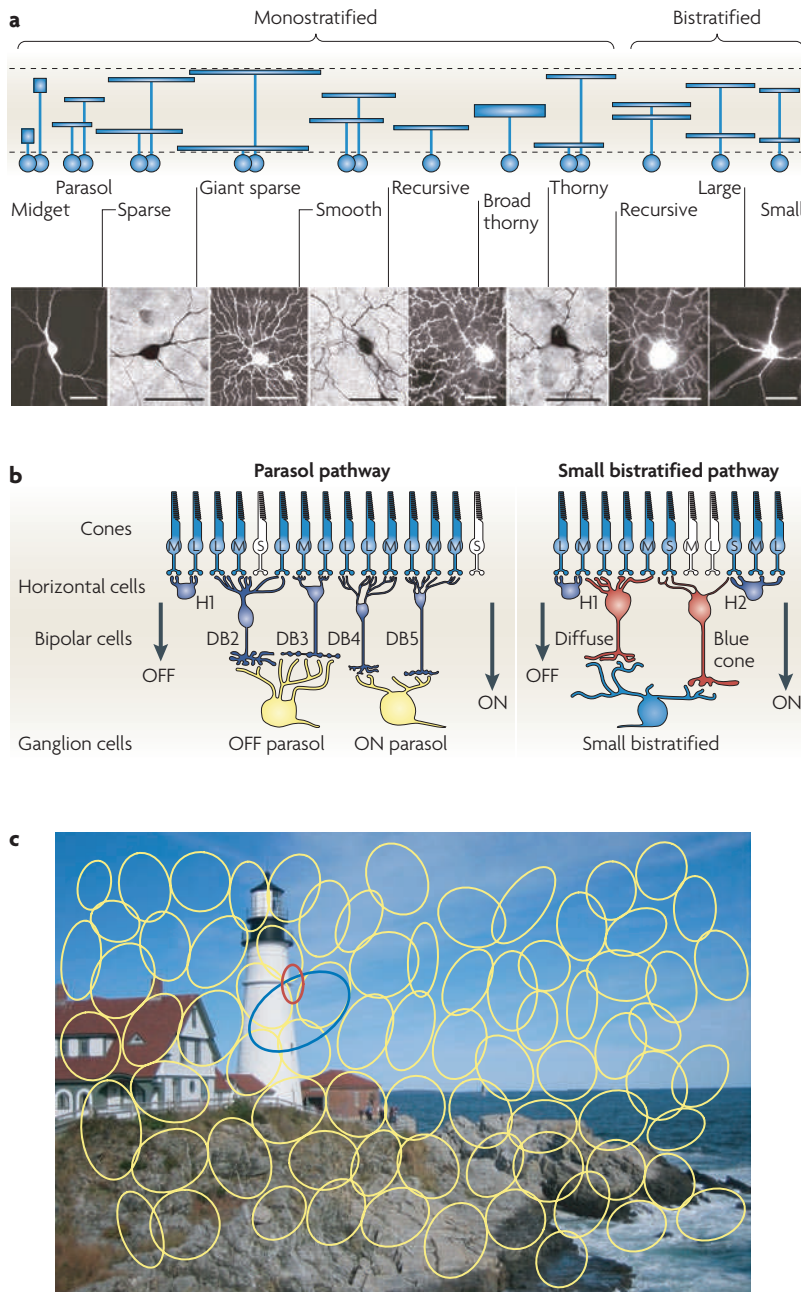 a
Monostratified Bistratified
Parasol Giant sparse Recursive Thorny Large
Midget Sparse Smooth Broad thorny Recursive Small
b
Parasol pathway Small bistratified pathway
Cones
M L L M S L M L L M L M M S L M L L M S M L S M
Horizontal cells
H1 H1 H2
Bipolar cells DB2 DB3 DB4 DB5 Diffuse Blue cone
OFF ON OFF ON
Ganglion cells OFF parasol ON parasol Small bistratified
c